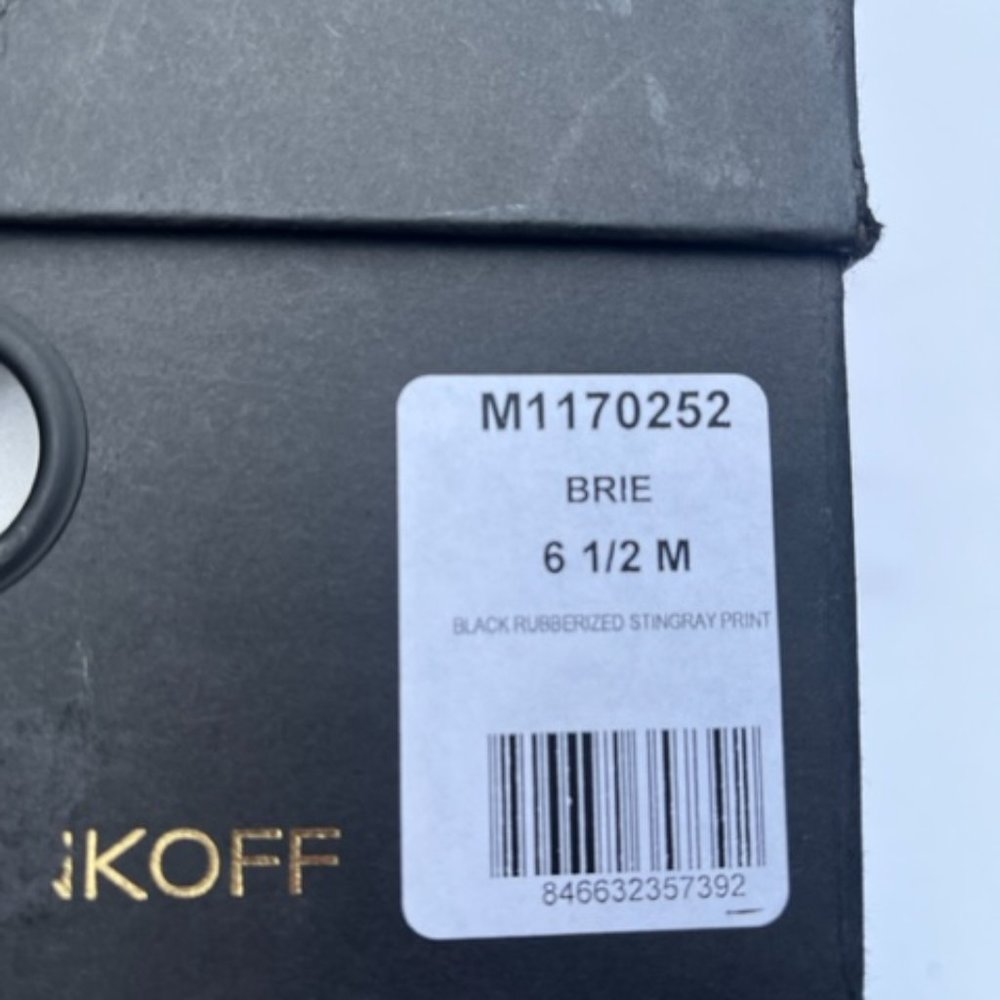 M1170252
BRIE
6 1/2 M
BLACK RUBBERIZED STINGRAY PRINT
846632357392
KOFF